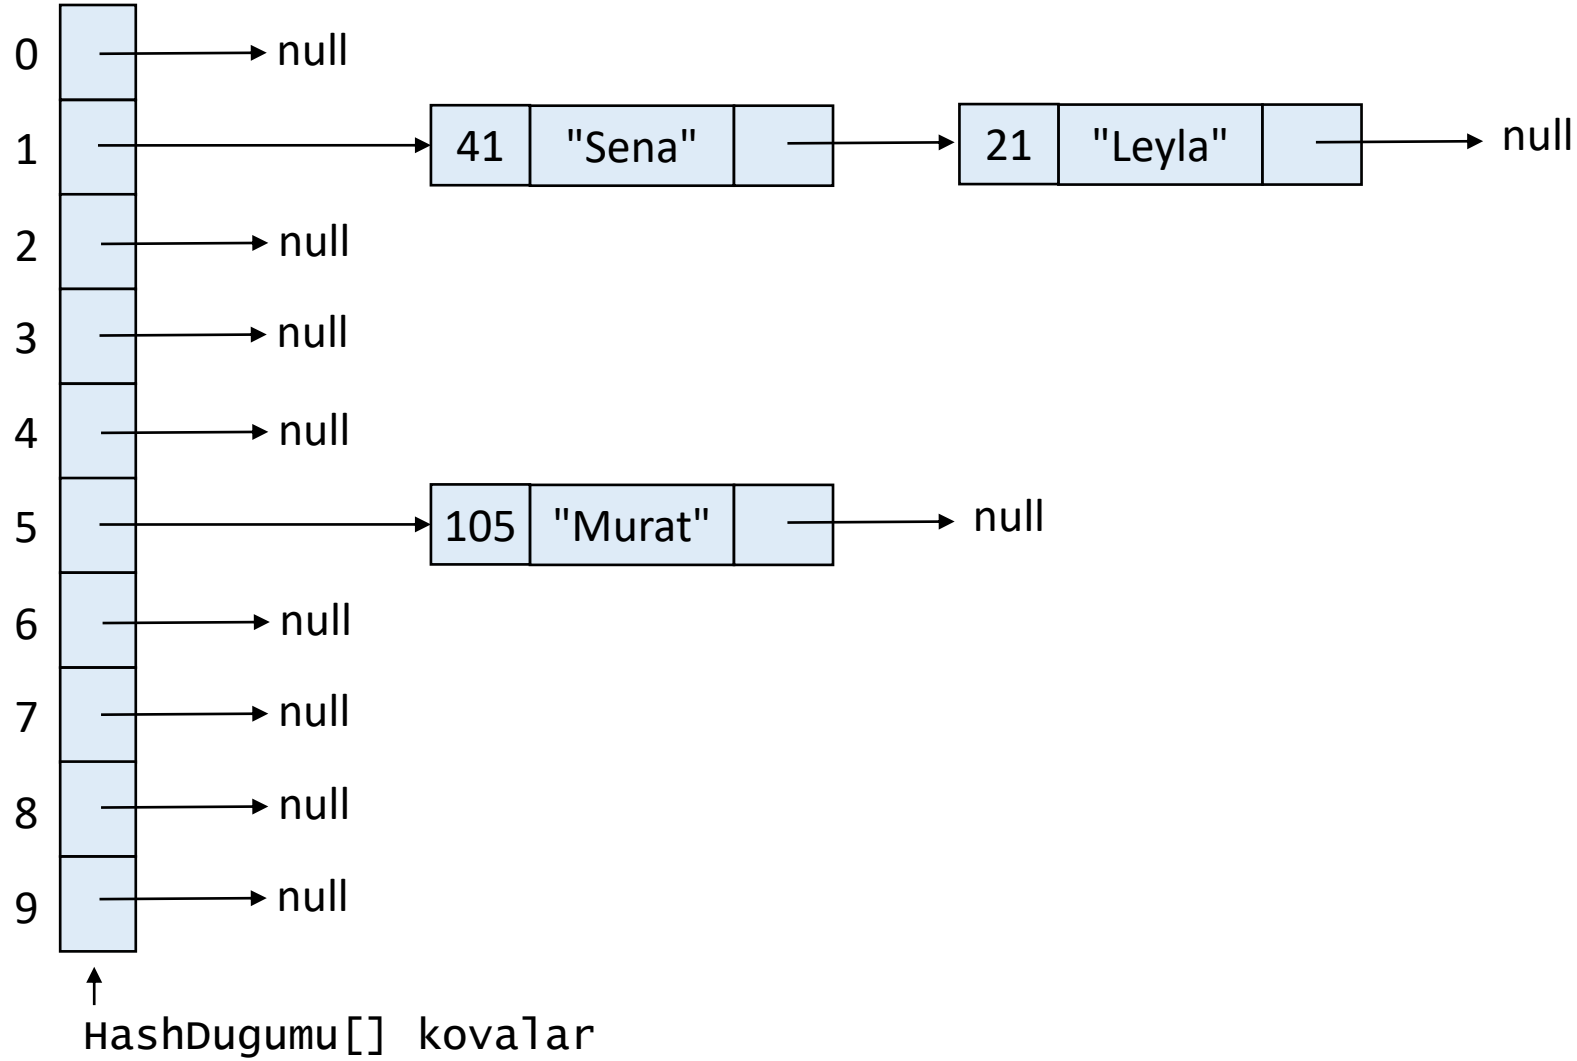 0 null
1 41 "Sena" 21 "Leyla" null
2 null
3 null
4 null
5 105 "Murat" null
6 null
7 null
8 null
9 null
HashDugumu[] kovalar